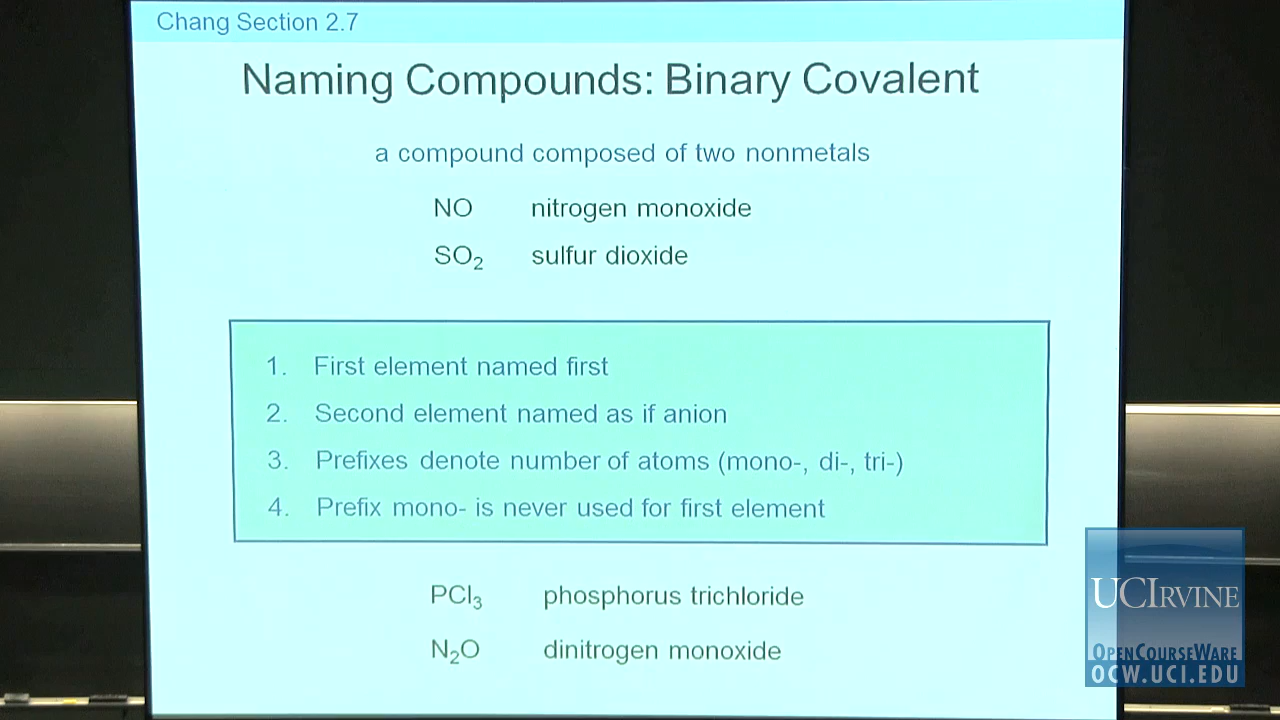 Chang Section 2.7
Naming Compounds: Binary Covalent
a compound composed of two nonmetals
NO nitrogen monoxide
SO₂ sulfur dioxide
1. First element named first
2. Second element named as if anion
3. Prefixes denote number of atoms (mono-, di-, tri-)
4. Prefix mono- is never used for first element
PCl₃ phosphorus trichloride
N₂O dinitrogen monoxide
UCIRVINE
OPENCOURSEWARE
OCW.UCI.EDU